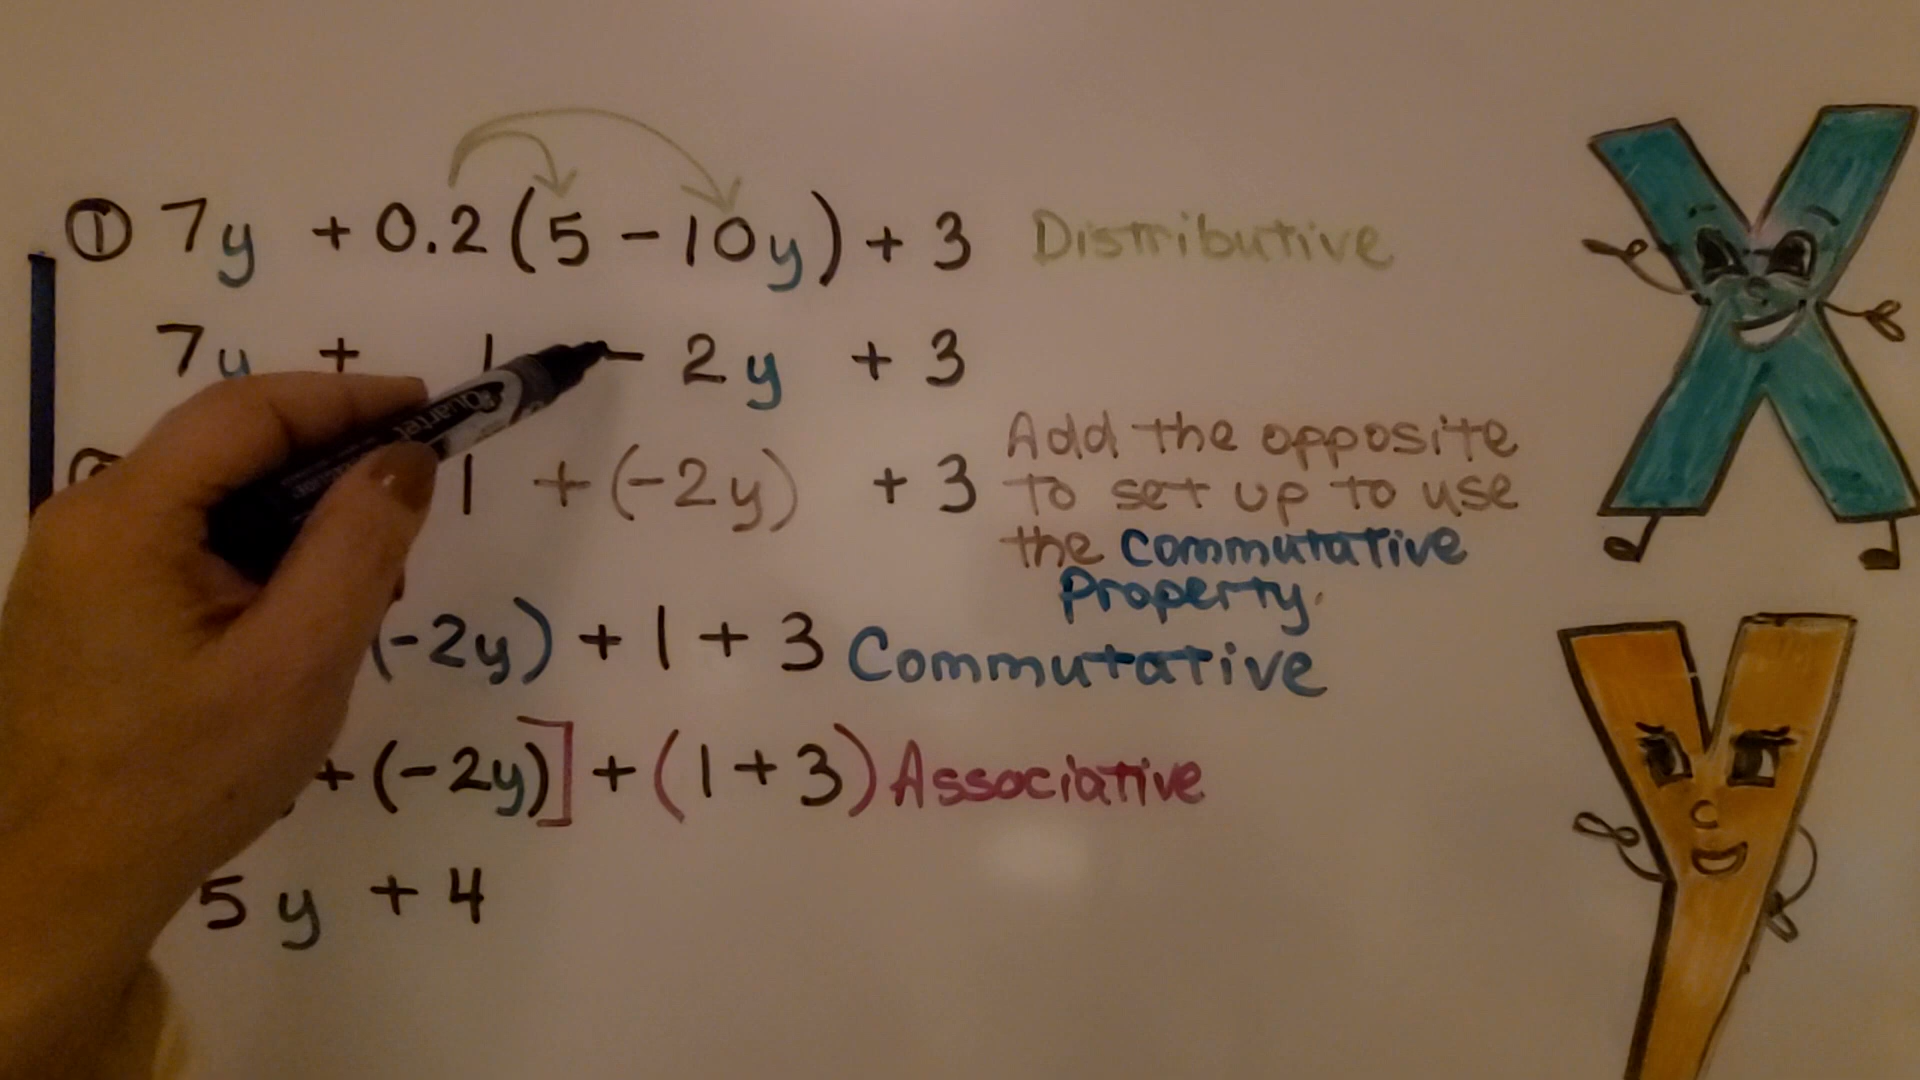 ① 7y + 0.2 (5 - 10y) + 3 Distributive
7y + 1 - 2y + 3
1 + (-2y) + 3 Add the opposite
to set up to use
the commutative
Property.
(-2y) + 1 + 3 Commutative
+ (-2y)] + (1 + 3) Associative
5y + 4
Quartet